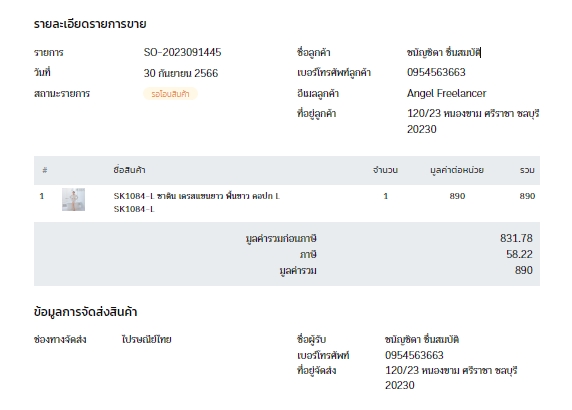 รายละเอียดรายการขาย
รายการ SO-2023091445 ชื่อลูกค้า ชนัญชิดา ชื่นสมบัติ
วันที่ 30 กันยายน 2566 เบอร์โทรศัพท์ลูกค้า 0954563663
สถานะรายการ รอโอนสินค้า อีเมลลูกค้า Angel Freelancer
ที่อยู่ลูกค้า 120/23 หนองขาม ศรีราชา ชลบุรี
20230
# ชื่อสินค้า จำนวน มูลค่าต่อหน่วย รวม
1 SK1084-L ซาติน เดรสแขนยาว พื้นขาว คอปก L 1 890 890
SK1084-L
มูลค่ารวมก่อนภาษี 831.78
ภาษี 58.22
มูลค่ารวม 890
ข้อมูลการจัดส่งสินค้า
ช่องทางจัดส่ง ไปรษณีย์ไทย ชื่อผู้รับ ชนัญชิดา ชื่นสมบัติ
เบอร์โทรศัพท์ 0954563663
ที่อยู่จัดส่ง 120/23 หนองขาม ศรีราชา ชลบุรี
20230